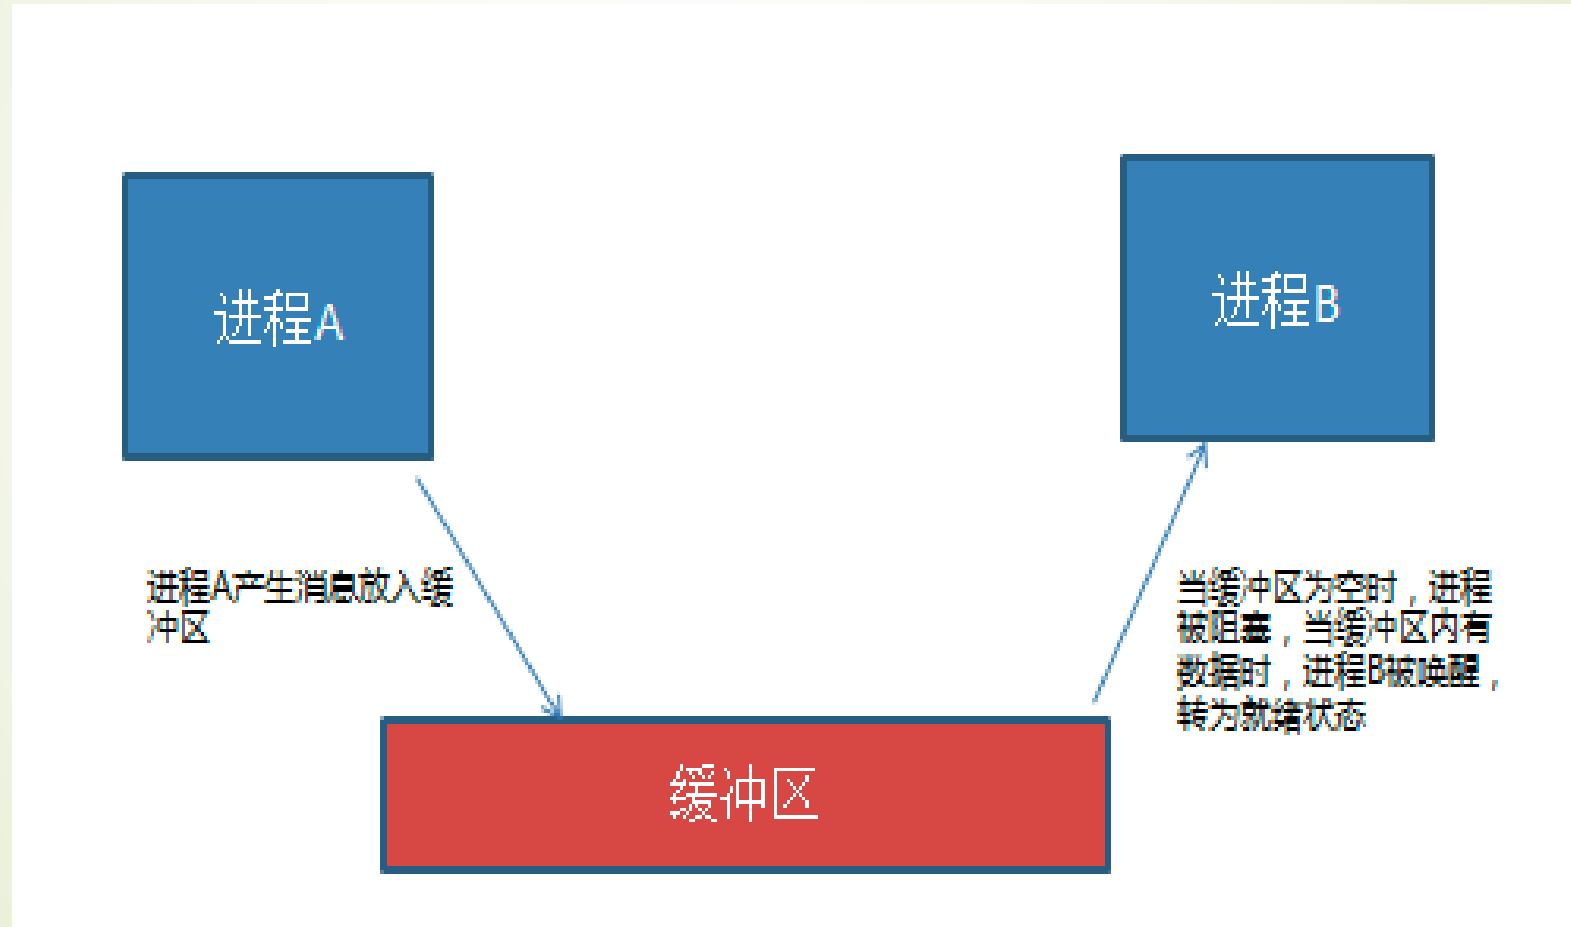 进程A
进程B
进程A产生消息放入缓
冲区
当缓冲区为空时，进程
被阻塞，当缓冲区内有
数据时，进程B被唤醒，
转为就绪状态
缓冲区